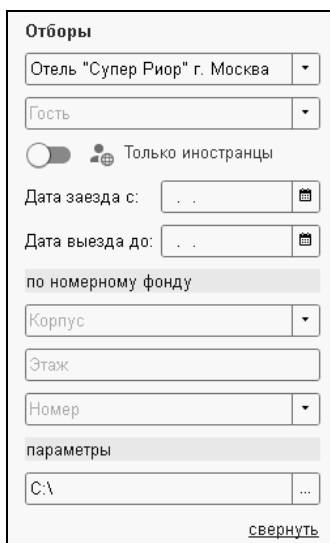 Отборы
Отель "Супер Риор" г. Москва
Гость
Только иностранцы
Дата заезда с: . .
Дата выезда до: . .
по номерному фонду
Корпус
Этаж
Номер
параметры
C:\ ...
свернуть